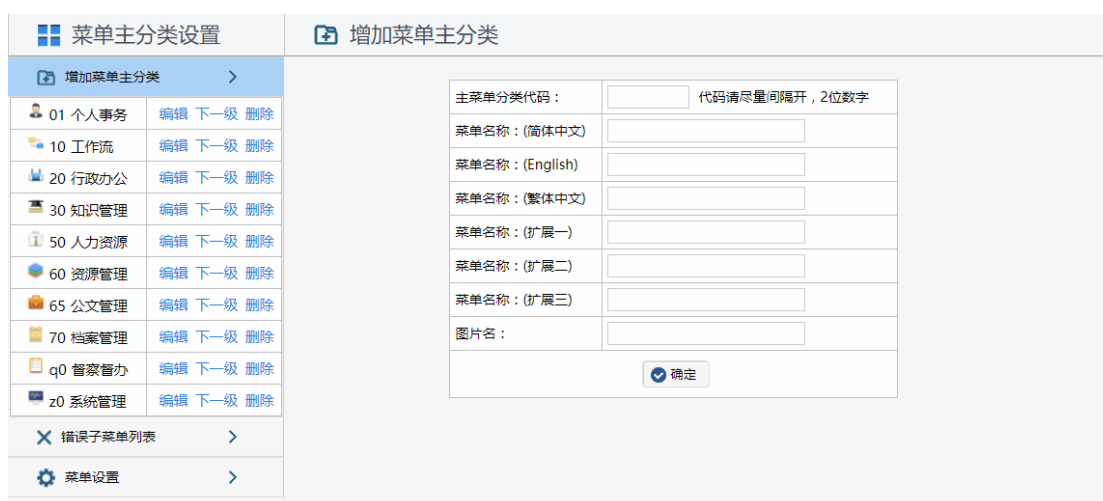 菜单主分类设置
增加菜单主分类
01 个人事务 编辑 下一级 删除
10 工作流 编辑 下一级 删除
20 行政办公 编辑 下一级 删除
30 知识管理 编辑 下一级 删除
50 人力资源 编辑 下一级 删除
60 资源管理 编辑 下一级 删除
65 公文管理 编辑 下一级 删除
70 档案管理 编辑 下一级 删除
q0 督察督办 编辑 下一级 删除
z0 系统管理 编辑 下一级 删除
错误子菜单列表
菜单设置
增加菜单主分类
主菜单分类代码： 代码请尽量间隔开，2位数字
菜单名称：(简体中文)
菜单名称：(English)
菜单名称：(繁体中文)
菜单名称：(扩展一)
菜单名称：(扩展二)
菜单名称：(扩展三)
图片名：
确定